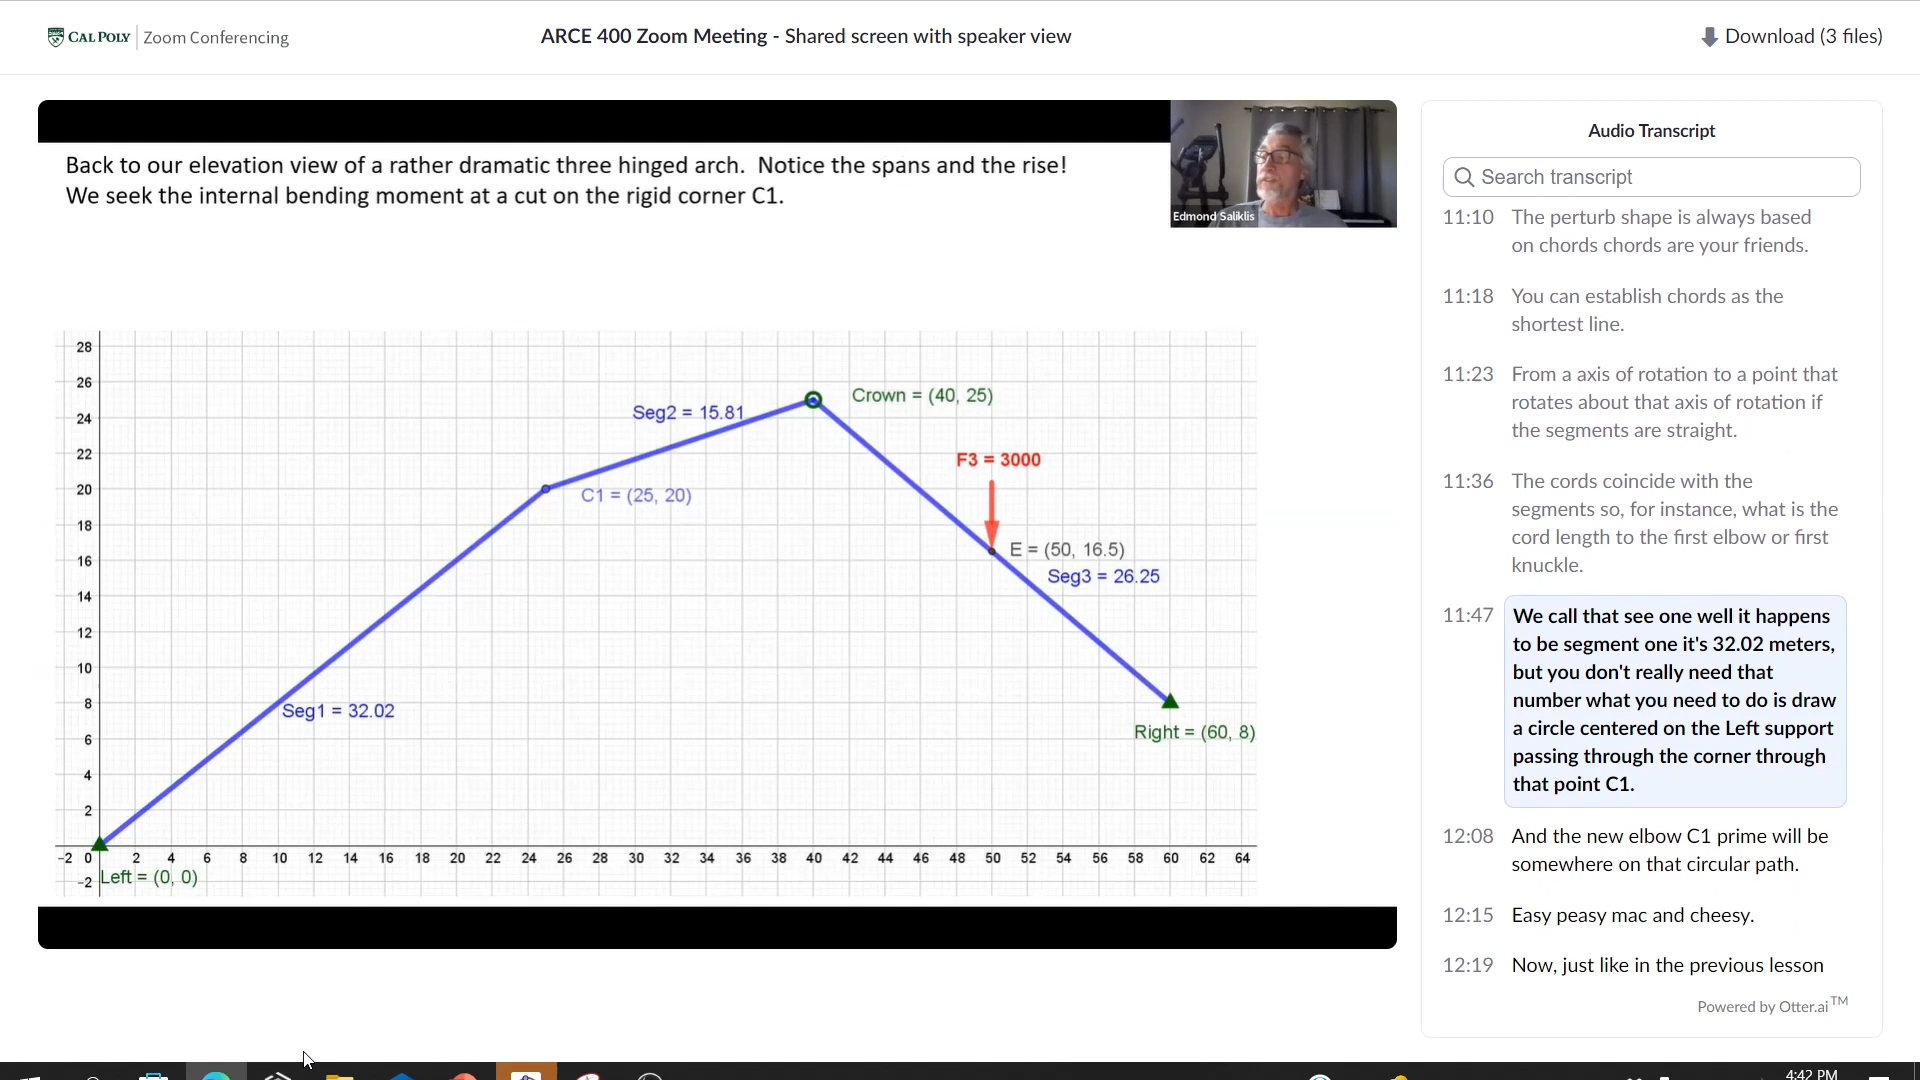 CAL POLY Zoom Conferencing
ARCE 400 Zoom Meeting - Shared screen with speaker view
Download (3 files)
Back to our elevation view of a rather dramatic three hinged arch. Notice the spans and the rise!
We seek the internal bending moment at a cut on the rigid corner C1.
Edmond Saliklis
28
26
24
22
20
18
16
14
12
10
8
6
4
2
-2
-2 0 2 4 6 8 10 12 14 16 18 20 22 24 26 28 30 32 34 36 38 40 42 44 46 48 50 52 54 56 58 60 62 64
Crown = (40, 25)
Seg2 = 15.81
F3 = 3000
C1 = (25, 20)
E = (50, 16.5)
Seg3 = 26.25
Seg1 = 32.02
Right = (60, 8)
Left = (0, 0)
Audio Transcript
Search transcript
11:10 The perturb shape is always based
on chords chords are your friends.
11:18 You can establish chords as the
shortest line.
11:23 From a axis of rotation to a point that
rotates about that axis of rotation if
the segments are straight.
11:36 The cords coincide with the
segments so, for instance, what is the
cord length to the first elbow or first
knuckle.
11:47 We call that see one well it happens
to be segment one it's 32.02 meters,
but you don't really need that
number what you need to do is draw
a circle centered on the Left support
passing through the corner through
that point C1.
12:08 And the new elbow C1 prime will be
somewhere on that circular path.
12:15 Easy peasy mac and cheesy.
12:19 Now, just like in the previous lesson
Powered by Otter.ai™
4:42 PM